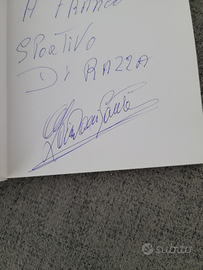 A FRANCO
SPORTIVO
DI RAZZA
subito